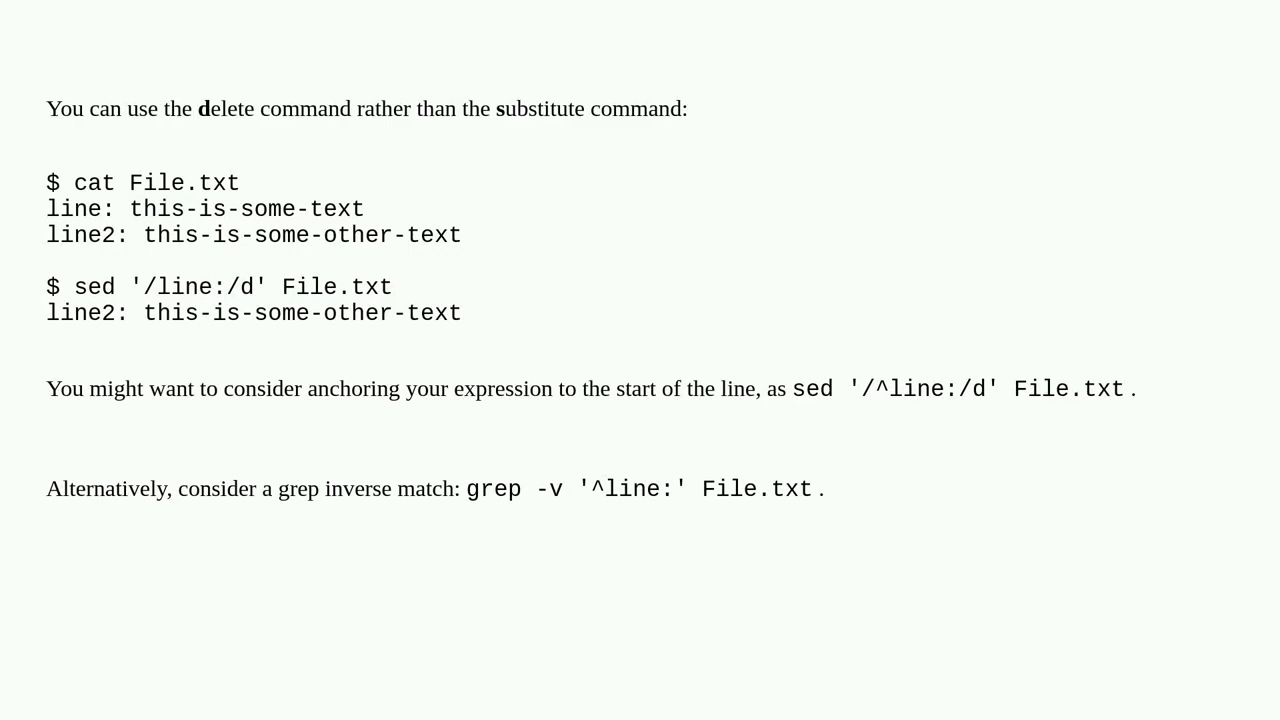 You can use the delete command rather than the substitute command:
$ cat File.txt
line: this-is-some-text
line2: this-is-some-other-text
$ sed '/line:/d' File.txt
line2: this-is-some-other-text
You might want to consider anchoring your expression to the start of the line, as sed '/^line:/d' File.txt .
Alternatively, consider a grep inverse match: grep -v '^line:' File.txt .